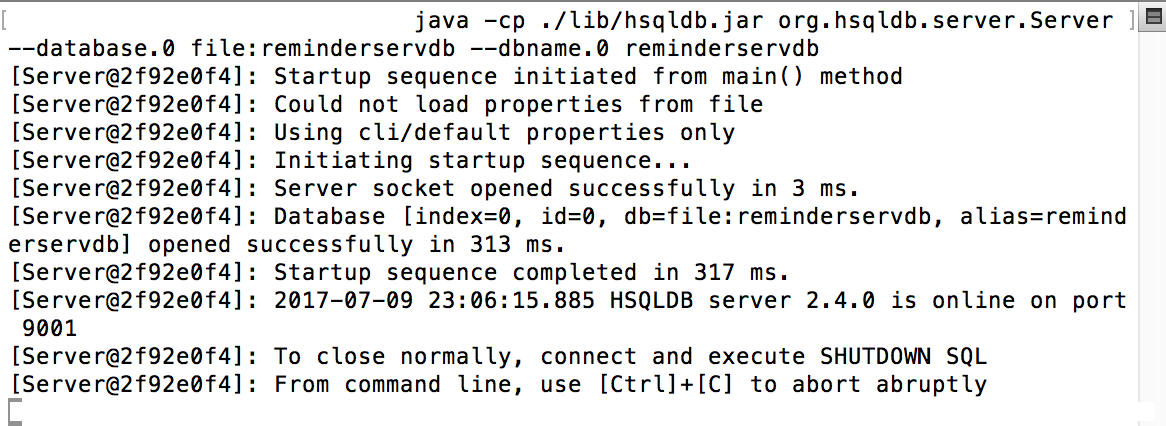 [ java -cp ./lib/hsqldb.jar org.hsqldb.server.Server ]
--database.0 file:reminderservdb --dbname.0 reminderservdb
[Server@2f92e0f4]: Startup sequence initiated from main() method
[Server@2f92e0f4]: Could not load properties from file
[Server@2f92e0f4]: Using cli/default properties only
[Server@2f92e0f4]: Initiating startup sequence...
[Server@2f92e0f4]: Server socket opened successfully in 3 ms.
[Server@2f92e0f4]: Database [index=0, id=0, db=file:reminderservdb, alias=remind
erservdb] opened successfully in 313 ms.
[Server@2f92e0f4]: Startup sequence completed in 317 ms.
[Server@2f92e0f4]: 2017-07-09 23:06:15.885 HSQLDB server 2.4.0 is online on port
 9001
[Server@2f92e0f4]: To close normally, connect and execute SHUTDOWN SQL
[Server@2f92e0f4]: From command line, use [Ctrl]+[C] to abort abruptly